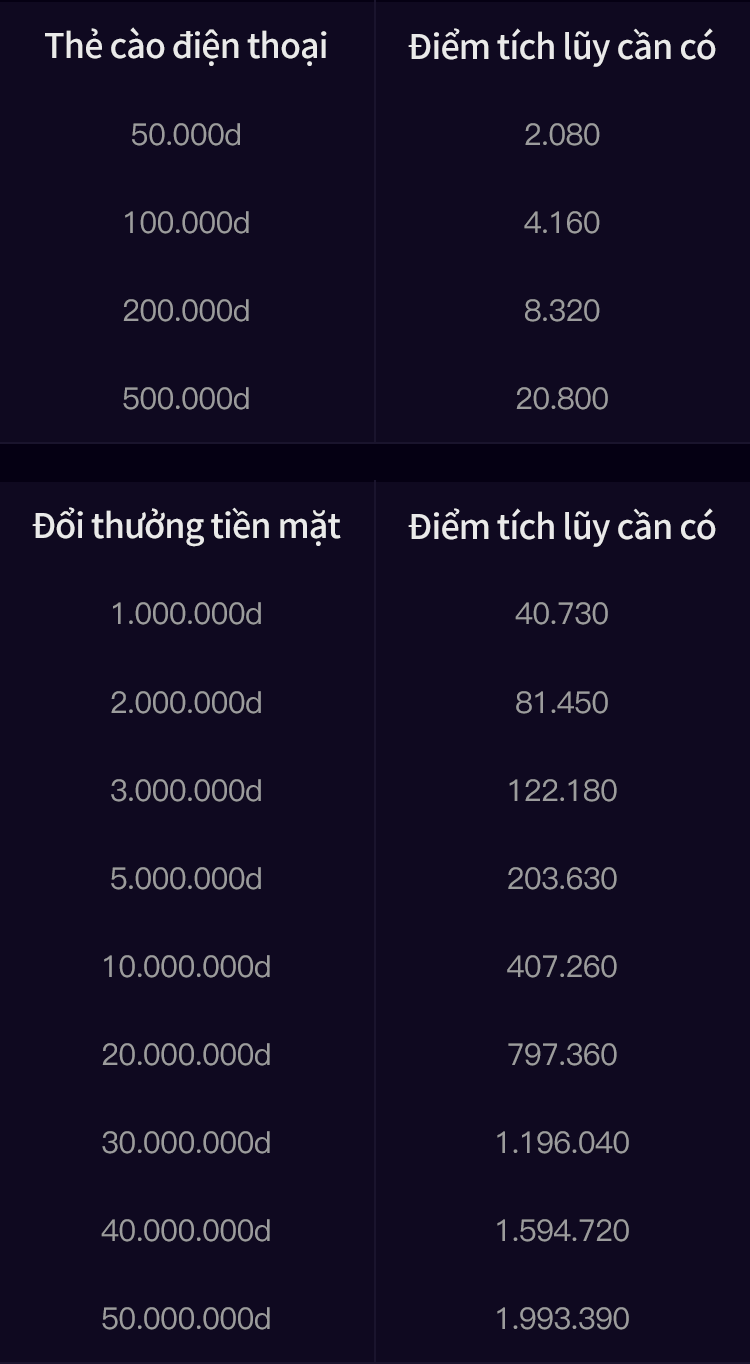 Thẻ cào điện thoại Điểm tích lũy cần có
50.000d 2.080
100.000d 4.160
200.000d 8.320
500.000d 20.800
Đổi thưởng tiền mặt Điểm tích lũy cần có
1.000.000d 40.730
2.000.000d 81.450
3.000.000d 122.180
5.000.000d 203.630
10.000.000d 407.260
20.000.000d 797.360
30.000.000d 1.196.040
40.000.000d 1.594.720
50.000.000d 1.993.390